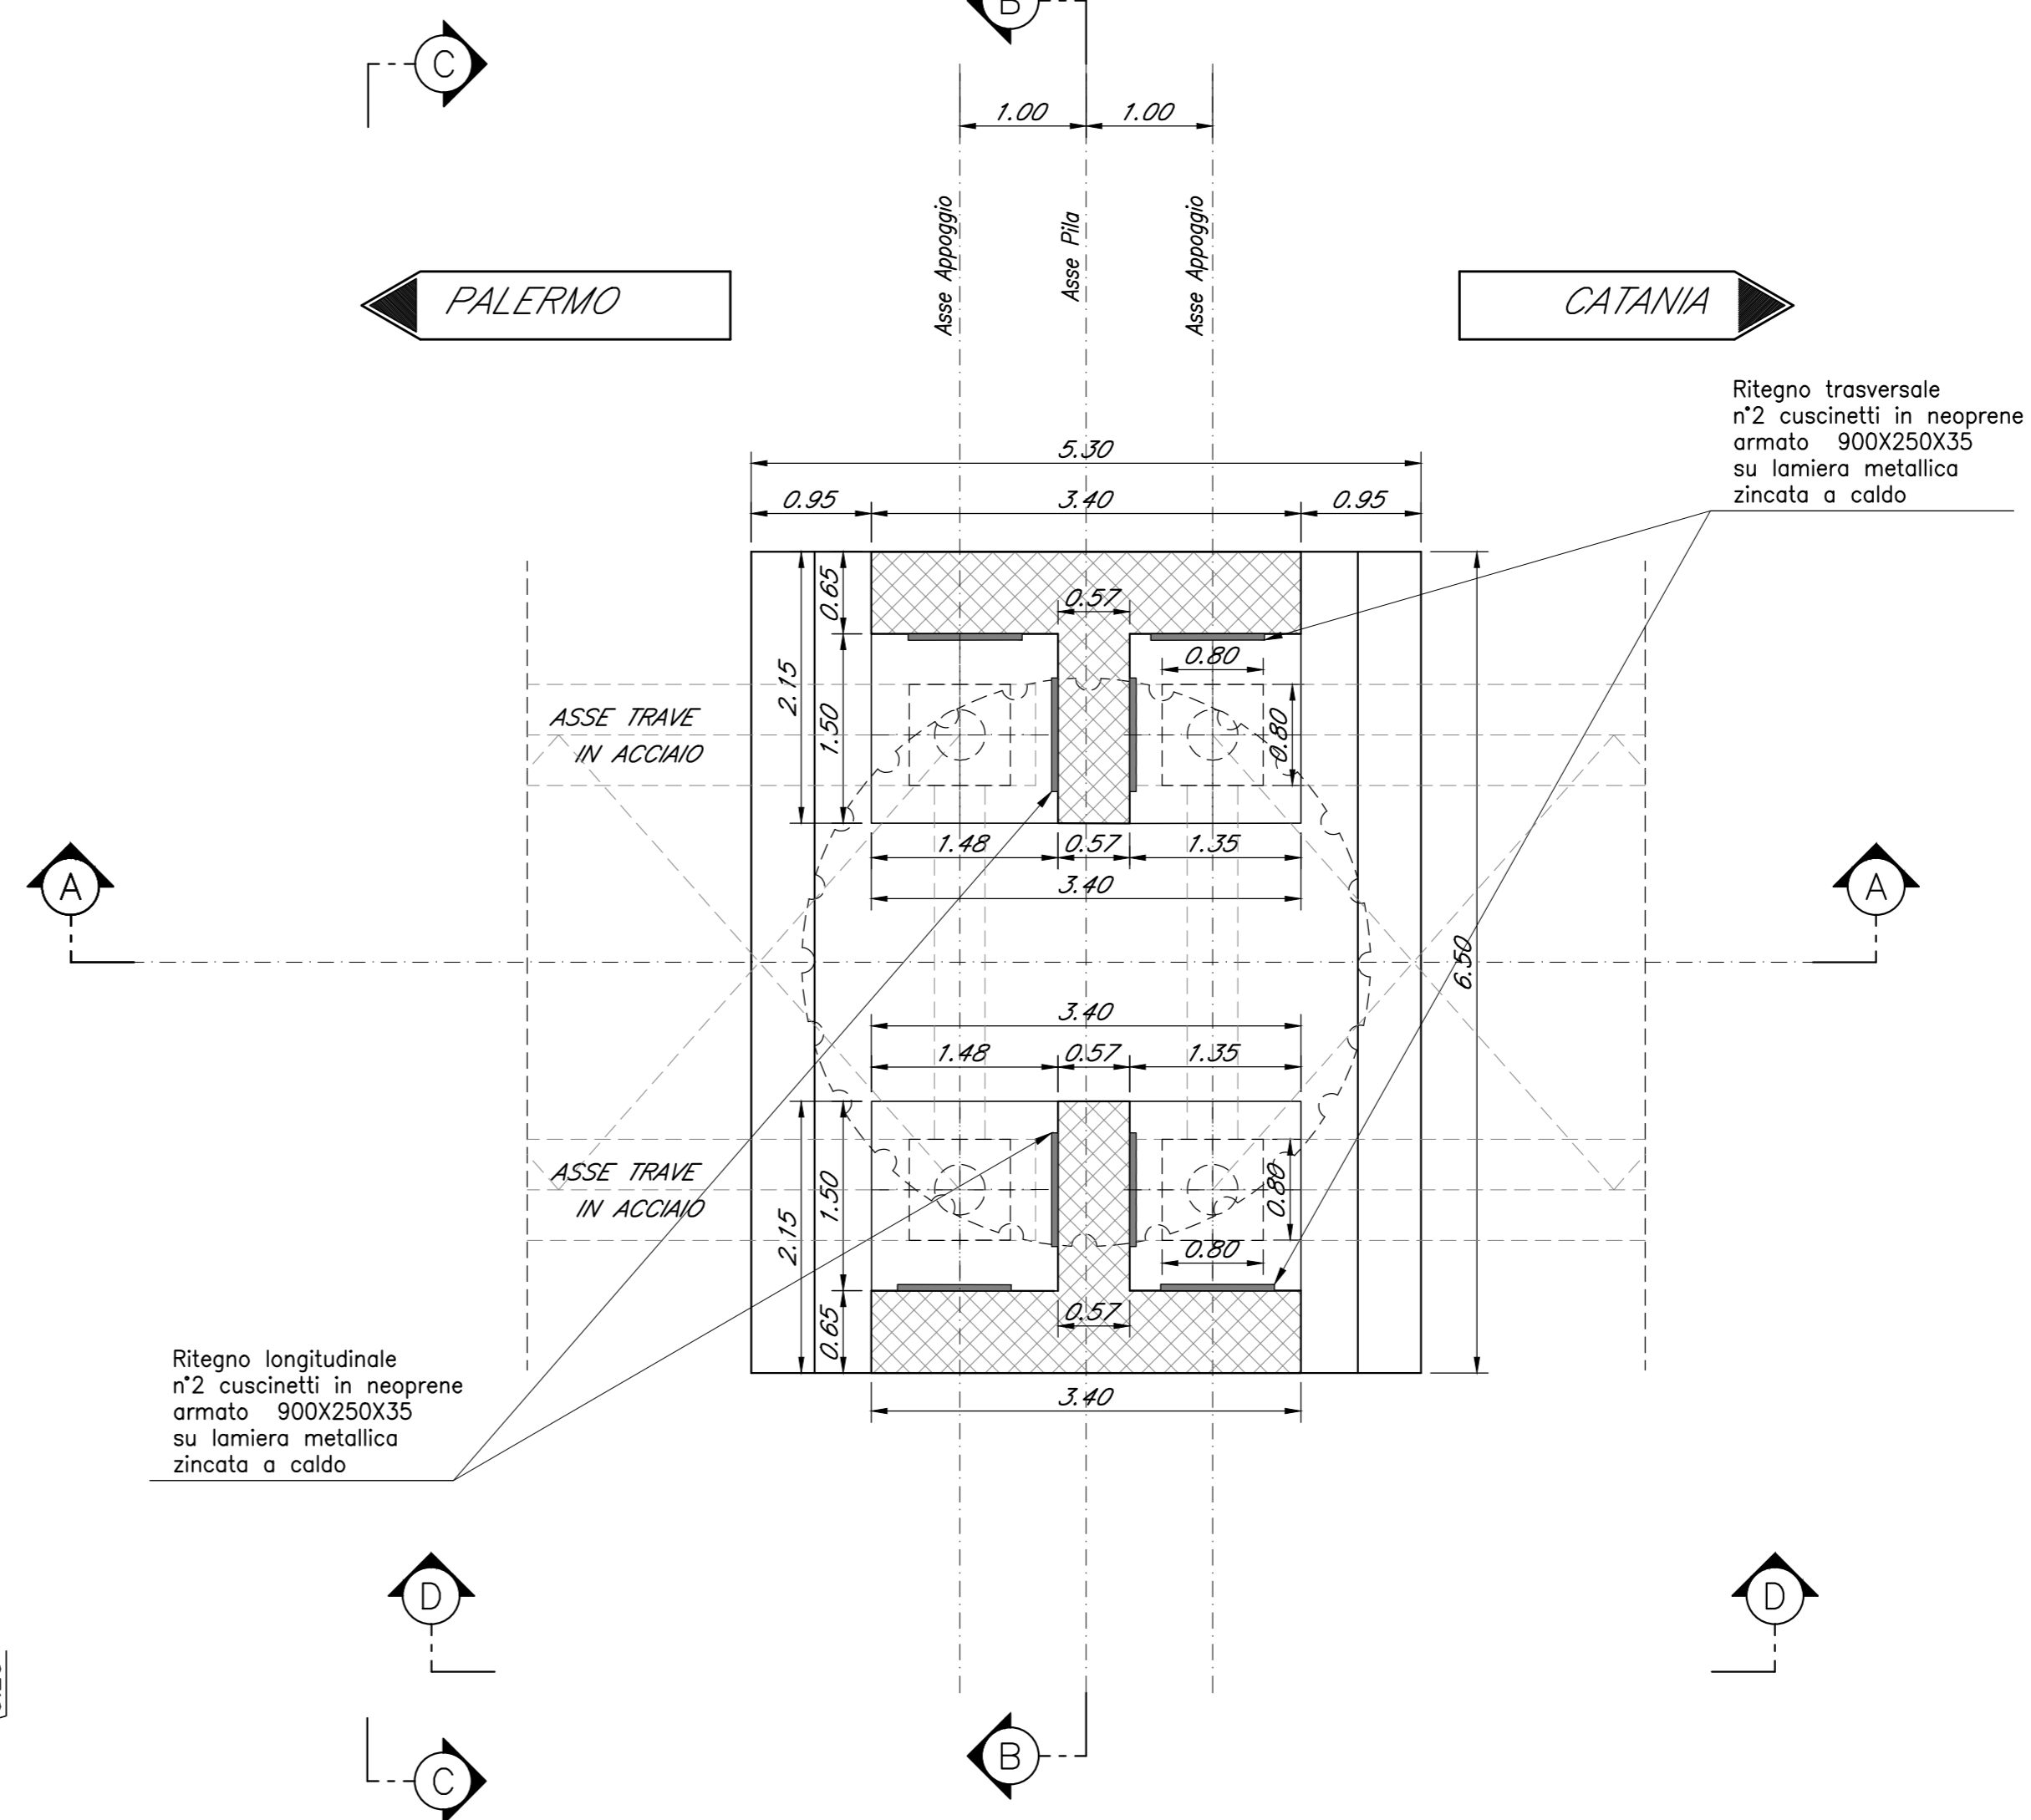 B
C
1.00
1.00
Asse Appoggio
Asse Pila
Asse Appoggio
PALERMO
CATANIA
Ritegno trasversale
n°2 cuscinetti in neoprene
armato 900X250X35
su lamiera metallica
zincata a caldo
5.30
0.95
3.40
0.95
0.65
0.57
2.15
1.50
0.80
0.80
ASSE TRAVE
IN ACCIAIO
1.48
0.57
1.35
3.40
A
A
6.50
3.40
1.48
0.57
1.35
ASSE TRAVE
IN ACCIAIO
2.15
1.50
0.80
0.80
0.65
0.57
3.40
Ritegno longitudinale
n°2 cuscinetti in neoprene
armato 900X250X35
su lamiera metallica
zincata a caldo
D
D
B
C